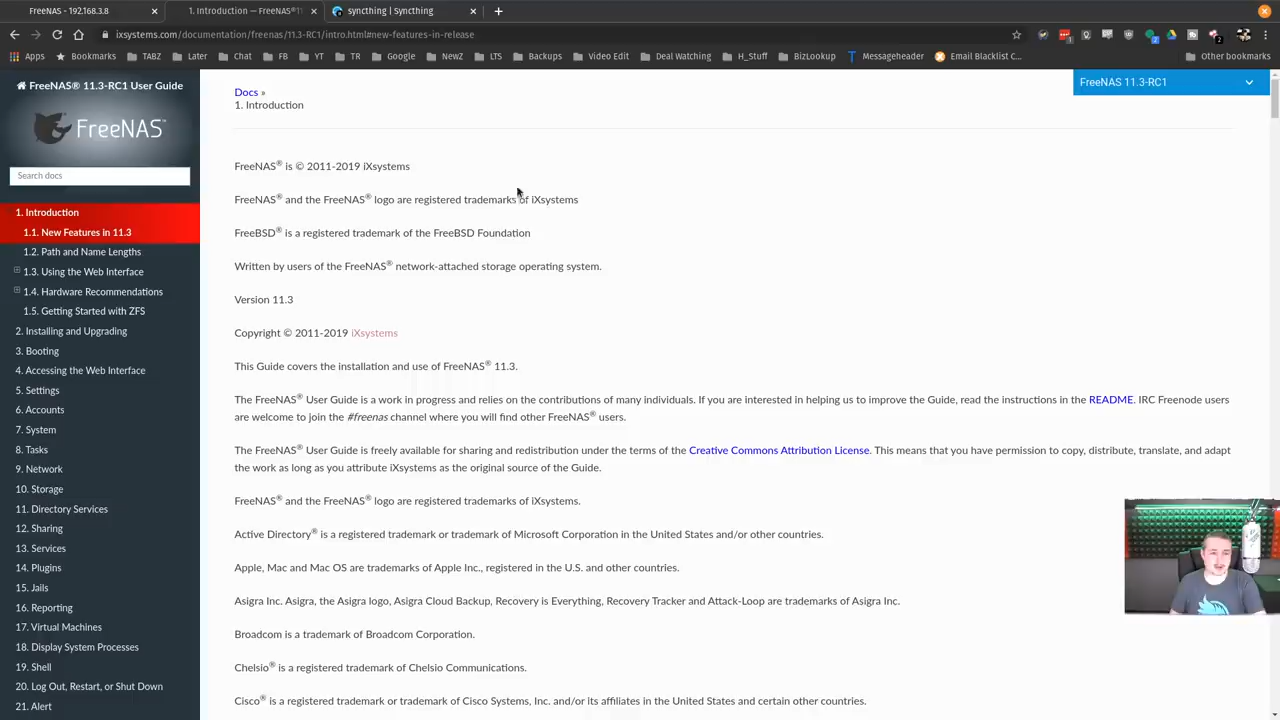 FreeNAS - 192.168.3.8
1. Introduction — FreeNAS®11
syncthing | Syncthing
ixsystems.com/documentation/freenas/11.3-RC1/intro.html#new-features-in-release
Apps
Bookmarks
TABZ
Later
Chat
FB
YT
TR
Google
NewZ
LTS
Backups
Video Edit
Deal Watching
H_Stuff
BizLookup
Messageheader
Email Blacklist C...
Other bookmarks
FreeNAS® 11.3-RC1 User Guide
FreeNAS
Search docs
1. Introduction
1.1. New Features in 11.3
1.2. Path and Name Lengths
1.3. Using the Web Interface
1.4. Hardware Recommendations
1.5. Getting Started with ZFS
2. Installing and Upgrading
3. Booting
4. Accessing the Web Interface
5. Settings
6. Accounts
7. System
8. Tasks
9. Network
10. Storage
11. Directory Services
12. Sharing
13. Services
14. Plugins
15. Jails
16. Reporting
17. Virtual Machines
18. Display System Processes
19. Shell
20. Log Out, Restart, or Shut Down
21. Alert
FreeNAS 11.3-RC1
Docs »
1. Introduction
FreeNAS® is © 2011-2019 iXsystems
FreeNAS® and the FreeNAS® logo are registered trademarks of iXsystems
FreeBSD® is a registered trademark of the FreeBSD Foundation
Written by users of the FreeNAS® network-attached storage operating system.
Version 11.3
Copyright © 2011-2019 iXsystems
This Guide covers the installation and use of FreeNAS® 11.3.
The FreeNAS® User Guide is a work in progress and relies on the contributions of many individuals. If you are interested in helping us to improve the Guide, read the instructions in the README. IRC Freenode users
are welcome to join the #freenas channel where you will find other FreeNAS® users.
The FreeNAS® User Guide is freely available for sharing and redistribution under the terms of the Creative Commons Attribution License. This means that you have permission to copy, distribute, translate, and adapt
the work as long as you attribute iXsystems as the original source of the Guide.
FreeNAS® and the FreeNAS® logo are registered trademarks of iXsystems.
Active Directory® is a registered trademark or trademark of Microsoft Corporation in the United States and/or other countries.
Apple, Mac and Mac OS are trademarks of Apple Inc., registered in the U.S. and other countries.
Asigra Inc. Asigra, the Asigra logo, Asigra Cloud Backup, Recovery is Everything, Recovery Tracker and Attack-Loop are trademarks of Asigra Inc.
Broadcom is a trademark of Broadcom Corporation.
Chelsio® is a registered trademark of Chelsio Communications.
Cisco® is a registered trademark or trademark of Cisco Systems, Inc. and/or its affiliates in the United States and certain other countries.